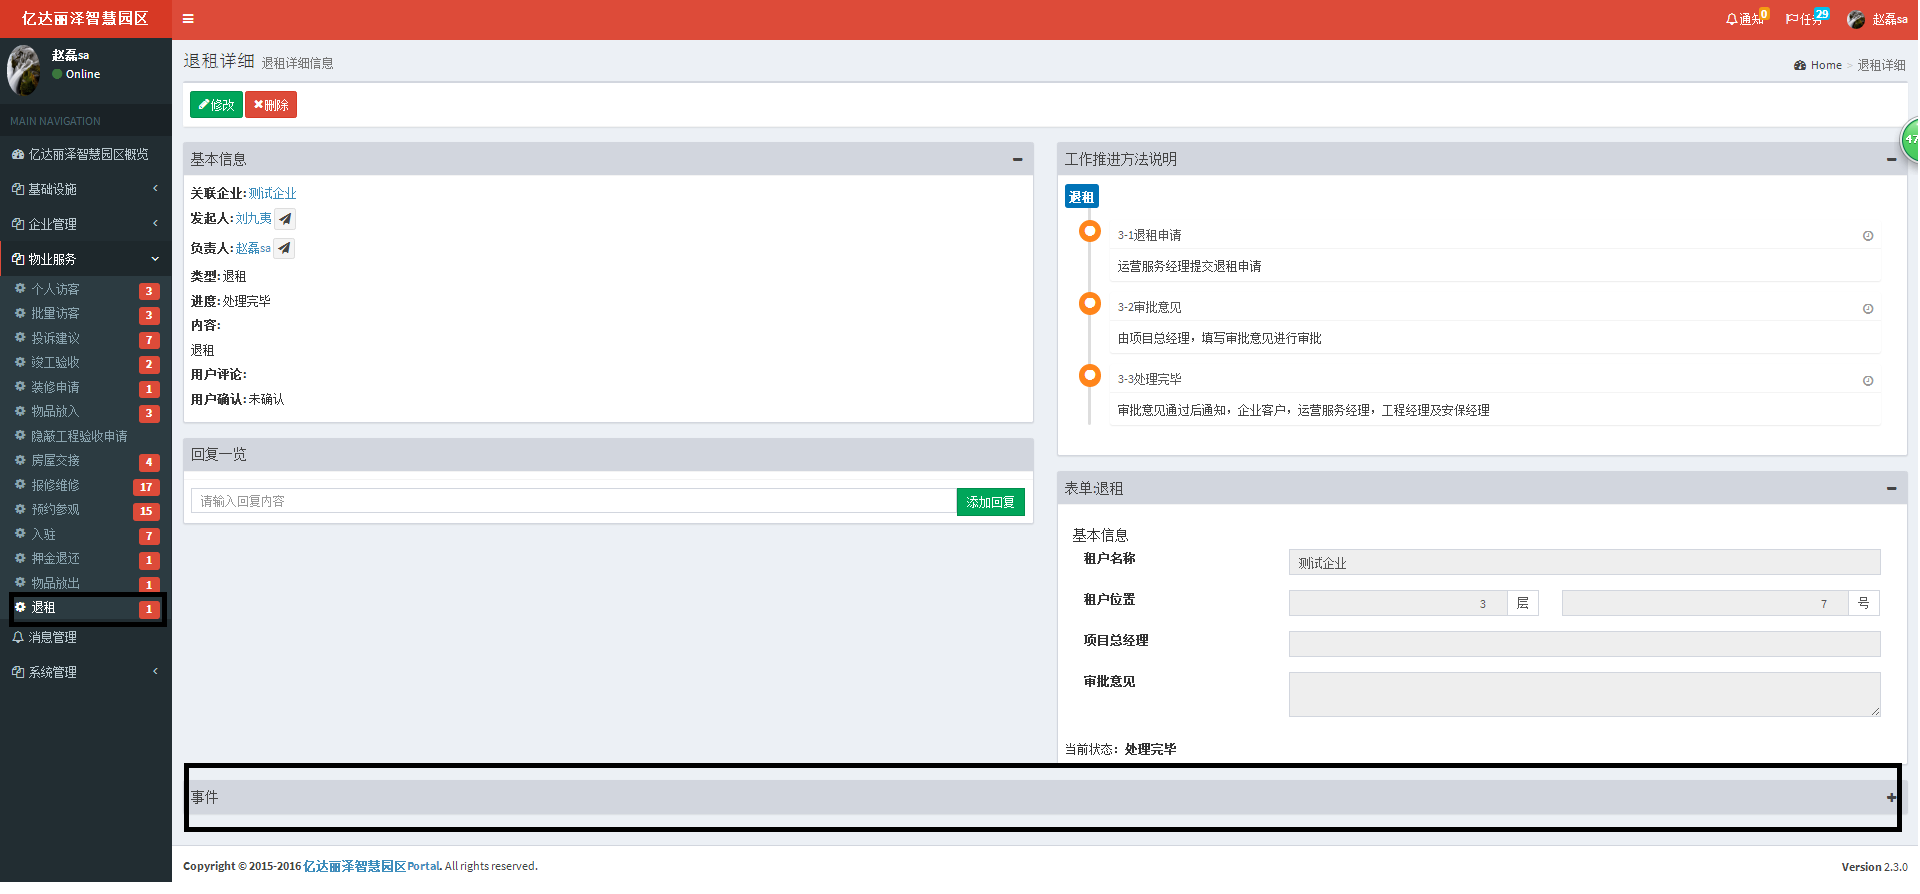 亿达丽泽智慧园区
通知 0
任务 29
赵磊sa
赵磊sa
Online
MAIN NAVIGATION
亿达丽泽智慧园区概览
基础设施
企业管理
物业服务
个人访客 3
批量访客 3
投诉建议 7
竣工验收 2
装修申请 1
物品放入 3
隐蔽工程验收申请
房屋交接 4
报修维修 17
预约参观 15
入驻 7
押金退还 1
物品放出 1
退租 1
消息管理
系统管理
退租详细 退租详细信息
Home > 退租详细
修改 删除
基本信息
关联企业: 测试企业
发起人: 刘九夷
负责人: 赵磊sa
类型: 退租
进度: 处理完毕
内容:
退租
用户评论:
用户确认: 未确认
回复一览
请输入回复内容
添加回复
工作推进方法说明
退租
3-1退租申请
运营服务经理提交退租申请
3-2审批意见
由项目总经理，填写审批意见进行审批
3-3处理完毕
审批意见通过后通知，企业客户，运营服务经理，工程经理及安保经理
47
表单:退租
基本信息
租户名称 测试企业
租户位置 3 层 7 号
项目总经理
审批意见
当前状态：处理完毕
事件
Copyright © 2015-2016 亿达丽泽智慧园区Portal. All rights reserved.
Version 2.3.0